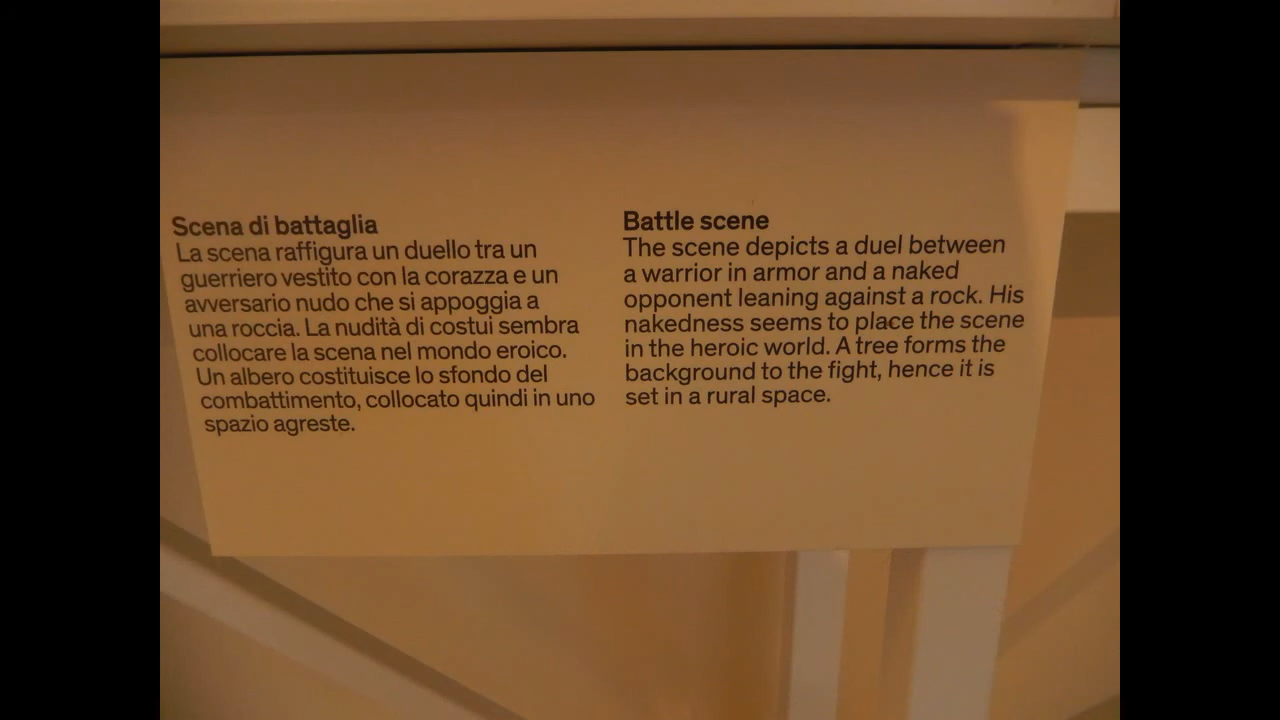 Scena di battaglia
La scena raffigura un duello tra un
guerriero vestito con la corazza e un
avversario nudo che si appoggia a
una roccia. La nudità di costui sembra
collocare la scena nel mondo eroico.
Un albero costituisce lo sfondo del
combattimento, collocato quindi in uno
spazio agreste.
Battle scene
The scene depicts a duel between
a warrior in armor and a naked
opponent leaning against a rock. His
nakedness seems to place the scene
in the heroic world. A tree forms the
background to the fight, hence it is
set in a rural space.